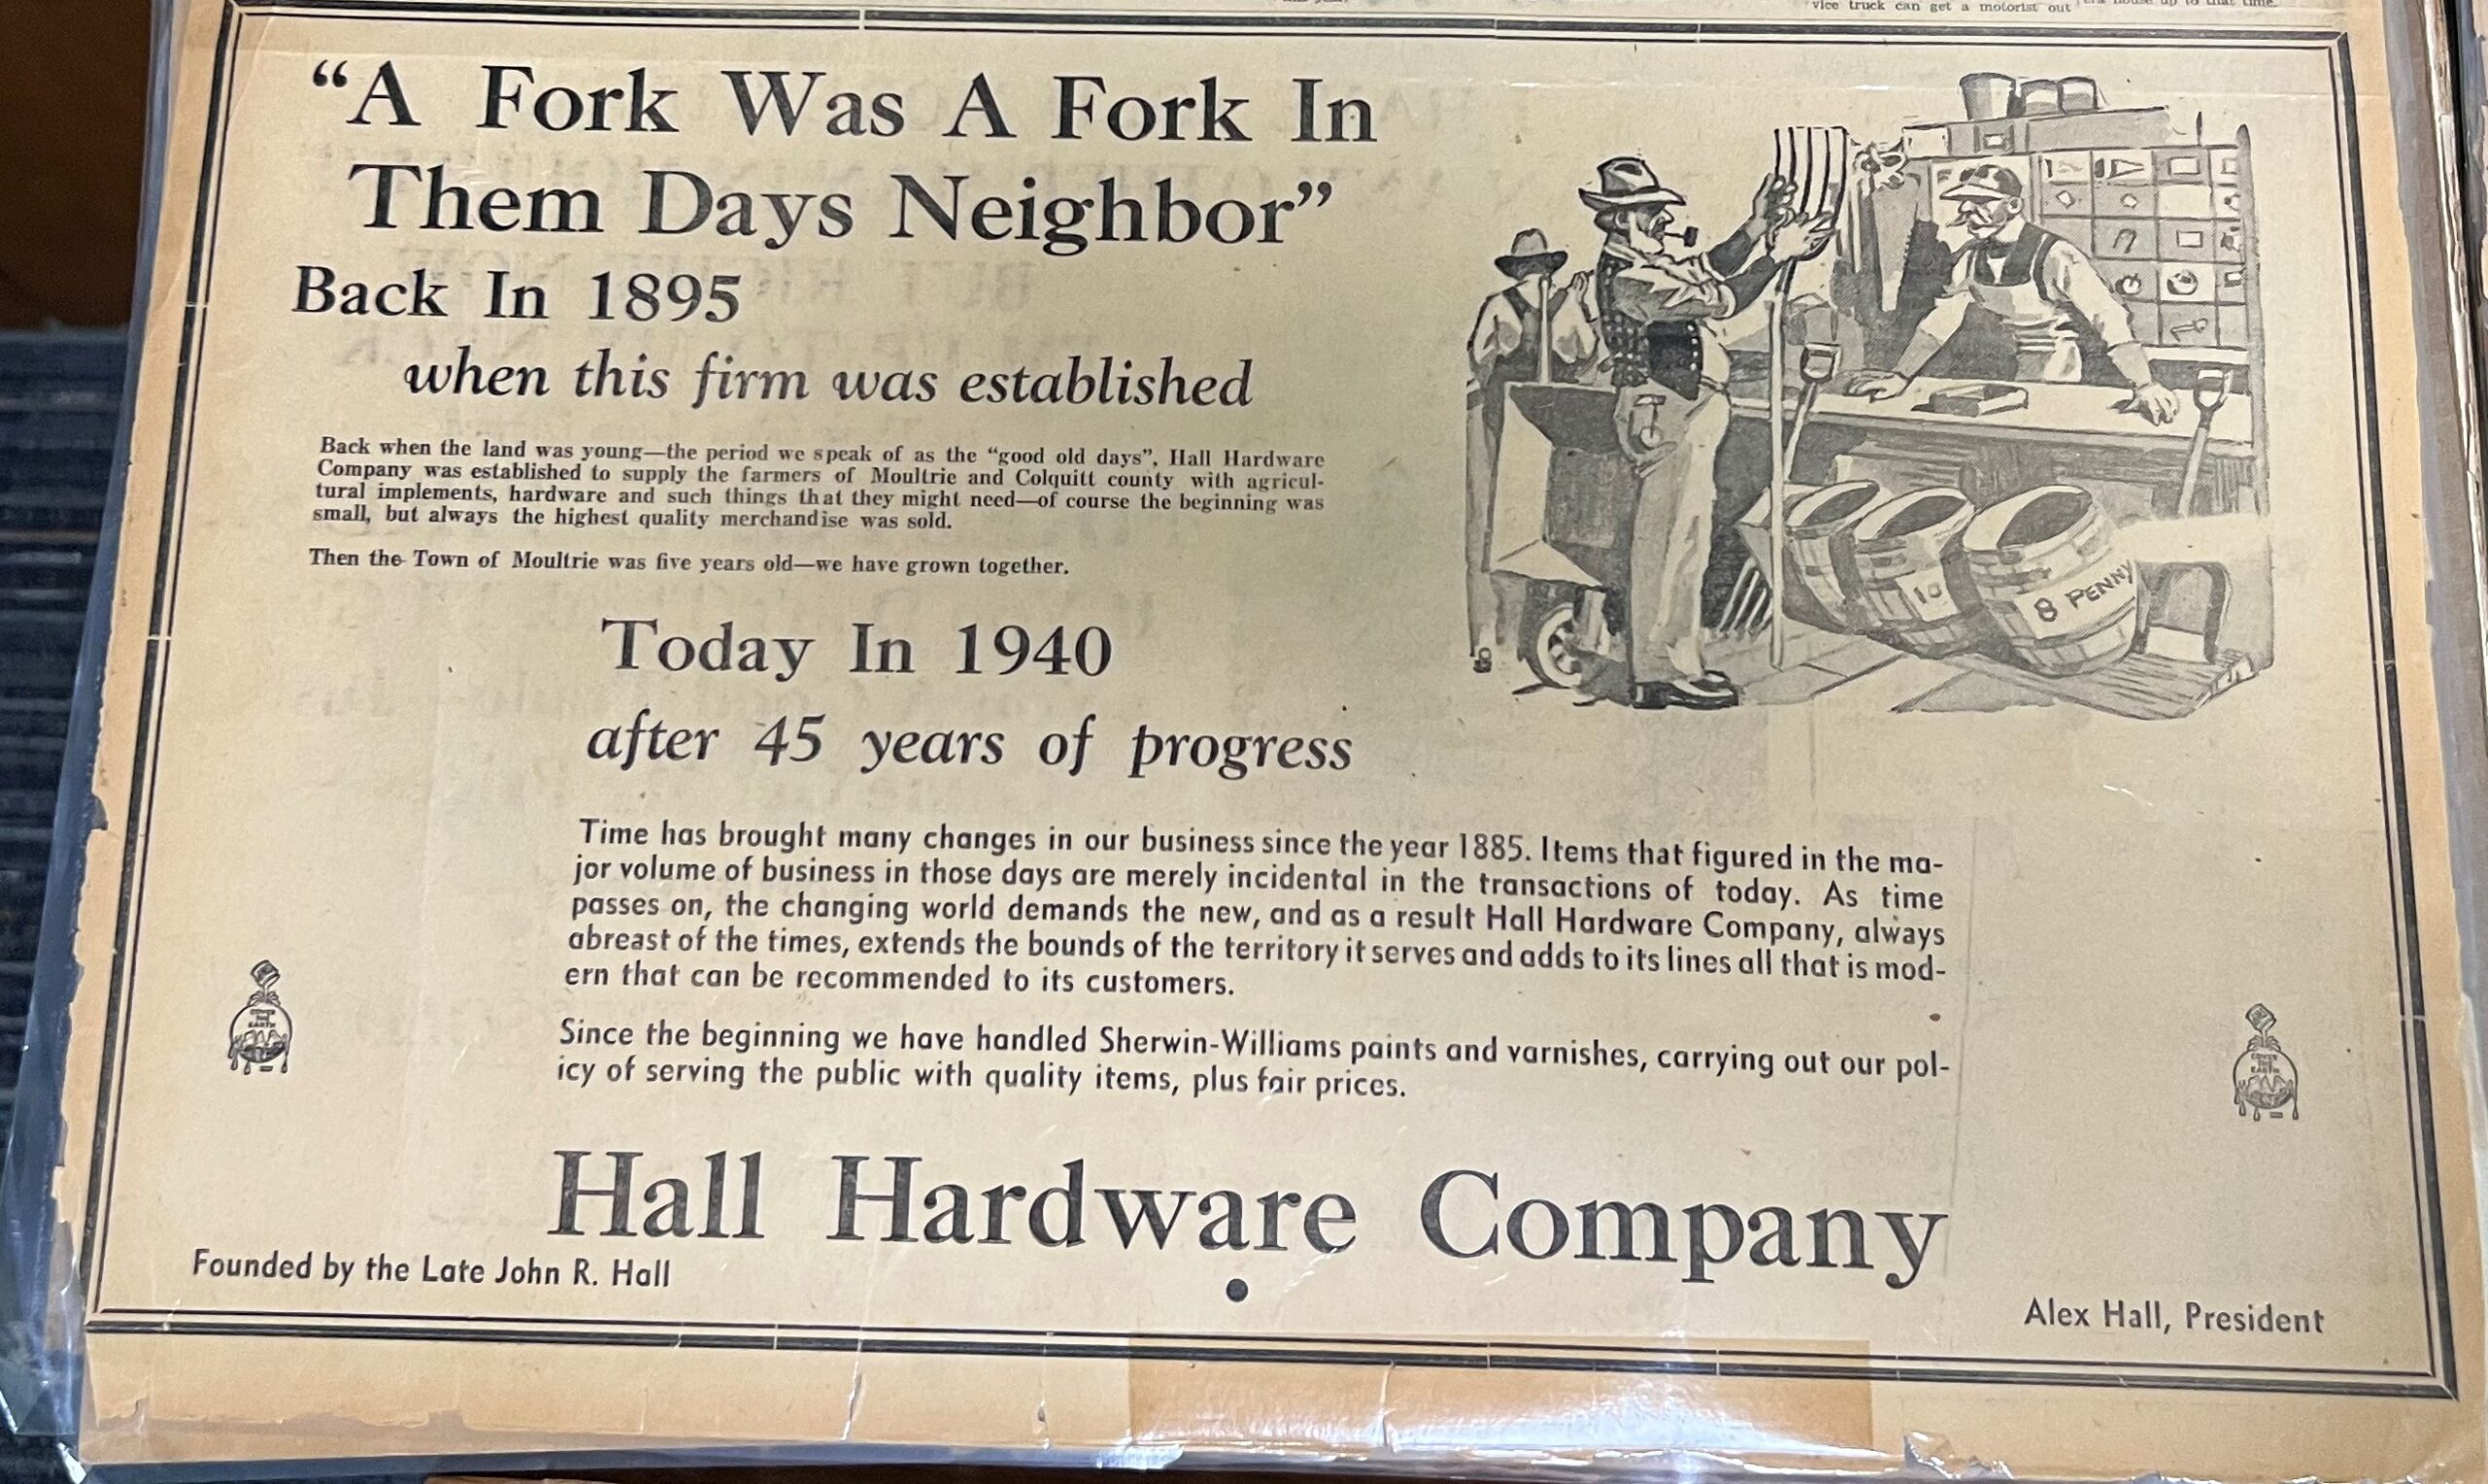 vice truck can get a motorist out
"A Fork Was A Fork In
Them Days Neighbor"
Back In 1895
when this firm was established
Back when the land was young—the period we speak of as the "good old days", Hall Hardware
Company was established to supply the farmers of Moultrie and Colquitt county with agricul-
tural implements, hardware and such things that they might need—of course the beginning was
small, but always the highest quality merchandise was sold.
Then the Town of Moultrie was five years old—we have grown together.
10
8 PENNY
Today In 1940
after 45 years of progress
Time has brought many changes in our business since the year 1885. Items that figured in the ma-
jor volume of business in those days are merely incidental in the transactions of today. As time
passes on, the changing world demands the new, and as a result Hall Hardware Company, always
abreast of the times, extends the bounds of the territory it serves and adds to its lines all that is mod-
ern that can be recommended to its customers.
Since the beginning we have handled Sherwin-Williams paints and varnishes, carrying out our pol-
icy of serving the public with quality items, plus fair prices.
COVER
THE
EARTH
COVER
THE
EARTH
Hall Hardware Company
Founded by the Late John R. Hall
Alex Hall, President